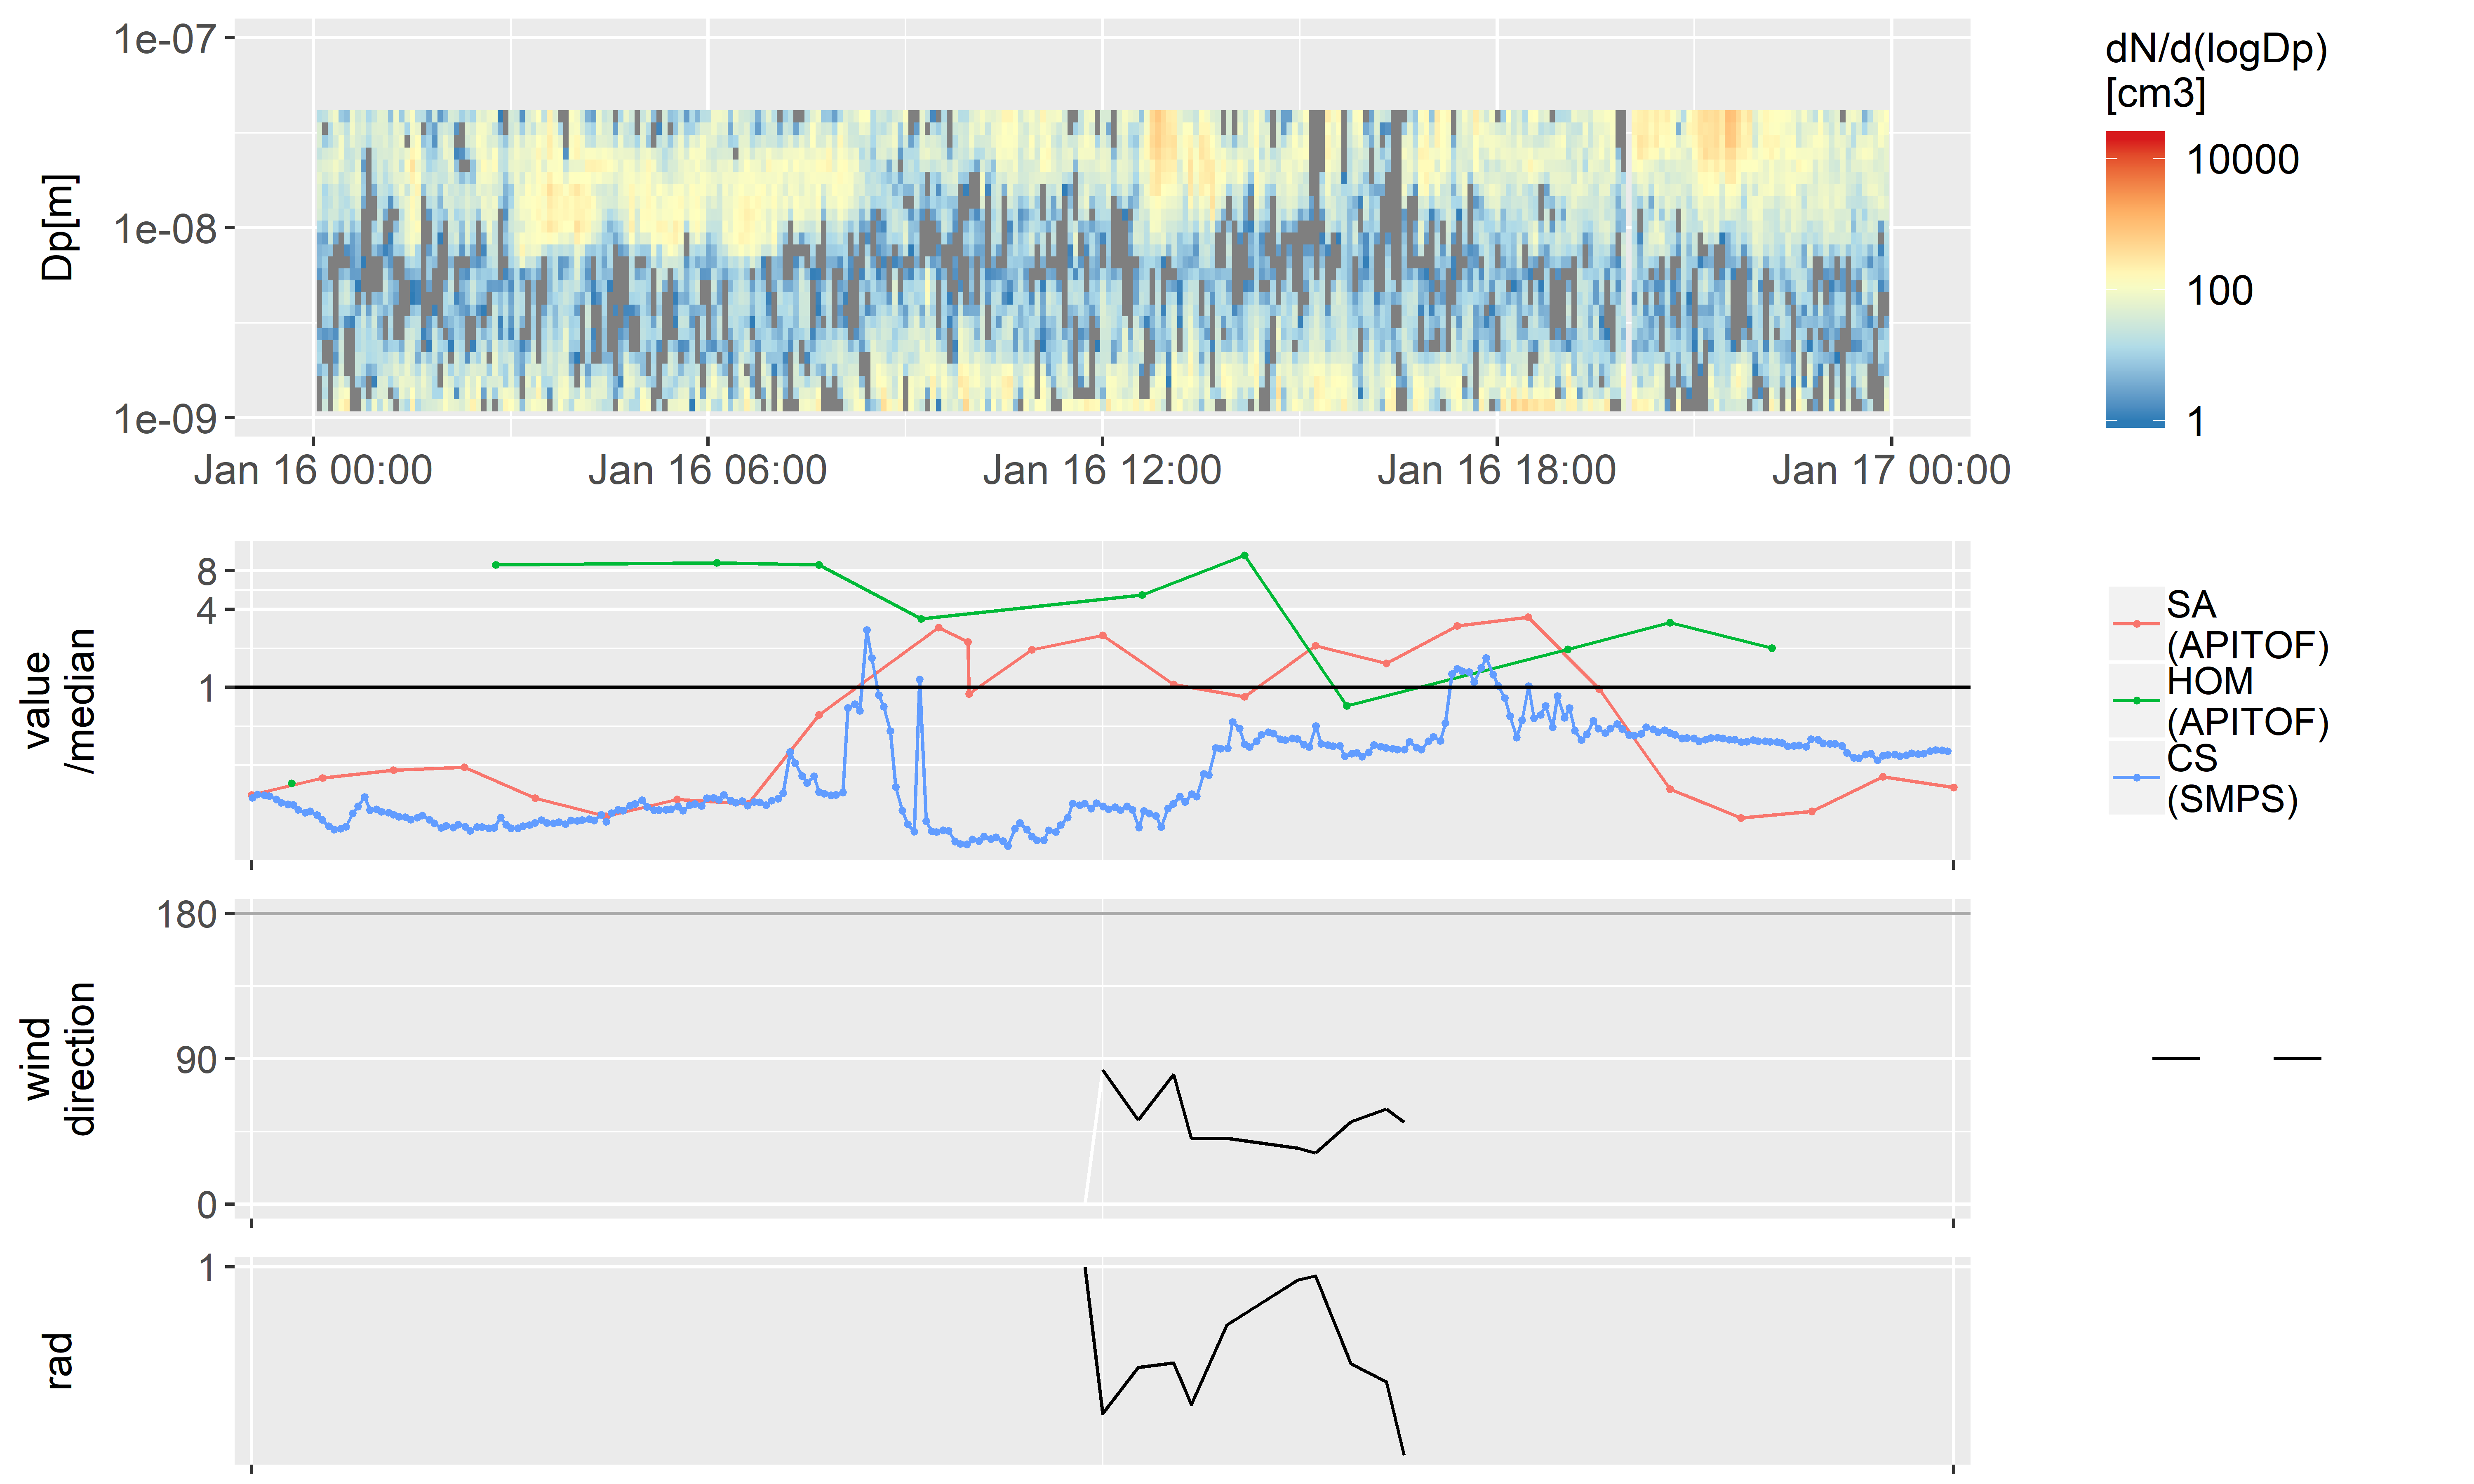 1e-07
1e-08
1e-09
Dp[m]
Jan 16 00:00
Jan 16 06:00
Jan 16 12:00
Jan 16 18:00
Jan 17 00:00
dN/d(logDp)
[cm3]
10000
100
1
8
4
1
value
/median
SA
(APITOF)
HOM
(APITOF)
CS
(SMPS)
180
90
0
wind
direction
1
rad